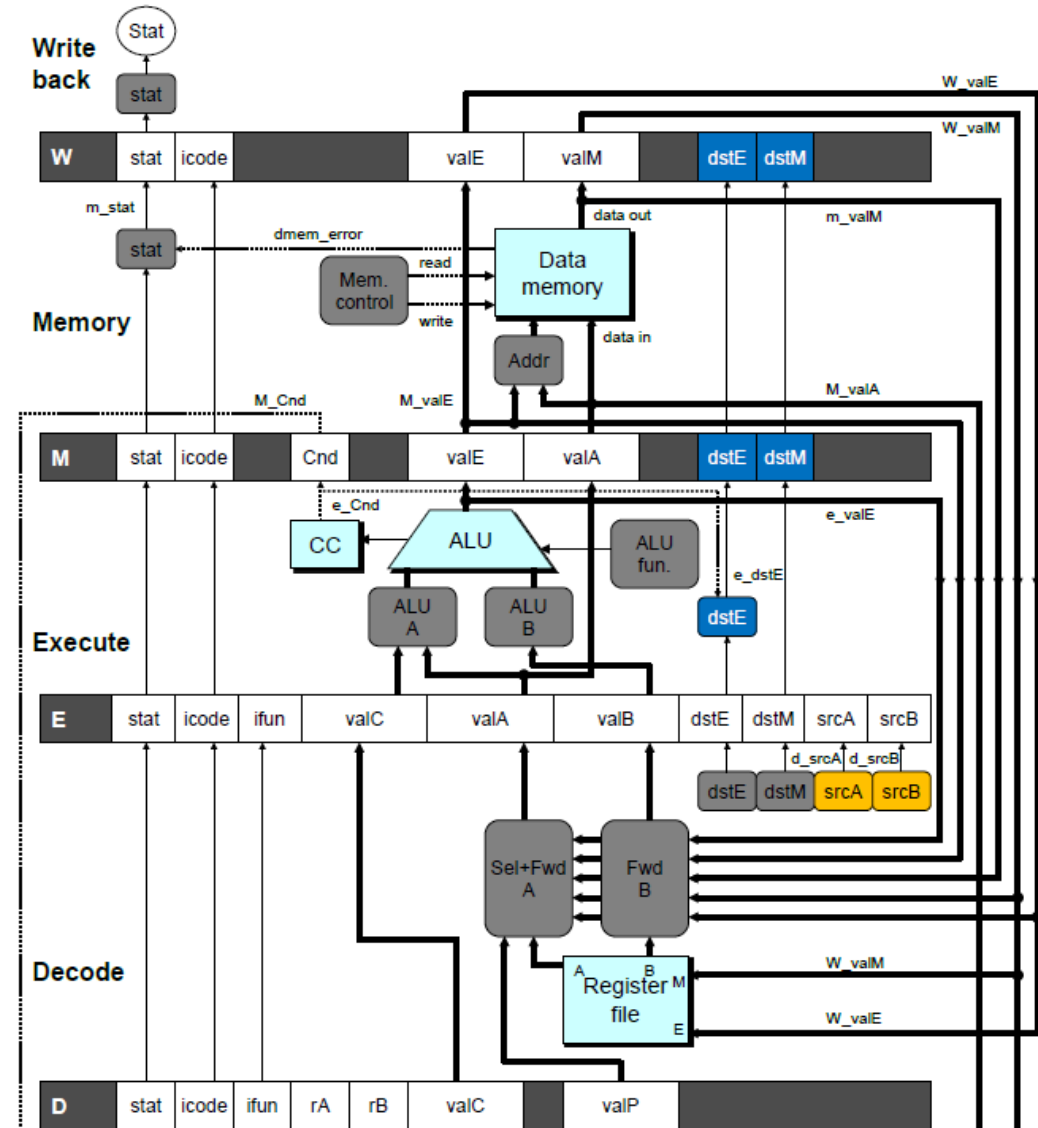 Stat
Write
back
stat
W_valE
W_valM
W stat icode valE valM dstE dstM
m_stat
data out
m_valM
dmem_error
stat
read
Mem.
control
Data
memory
write
Memory
data in
Addr
M_Cnd
M_valE
M_valA
M stat icode Cnd valE valA dstE dstM
e_Cnd
e_valE
CC
ALU
ALU
fun.
e_dstE
ALU
A
ALU
B
dstE
Execute
E stat icode ifun valC valA valB dstE dstM srcA srcB
d_srcA d_srcB
dstE dstM srcA srcB
Sel+Fwd
A
Fwd
B
Decode
A B
Register M
file
E
W_valM
W_valE
D stat icode ifun rA rB valC valP